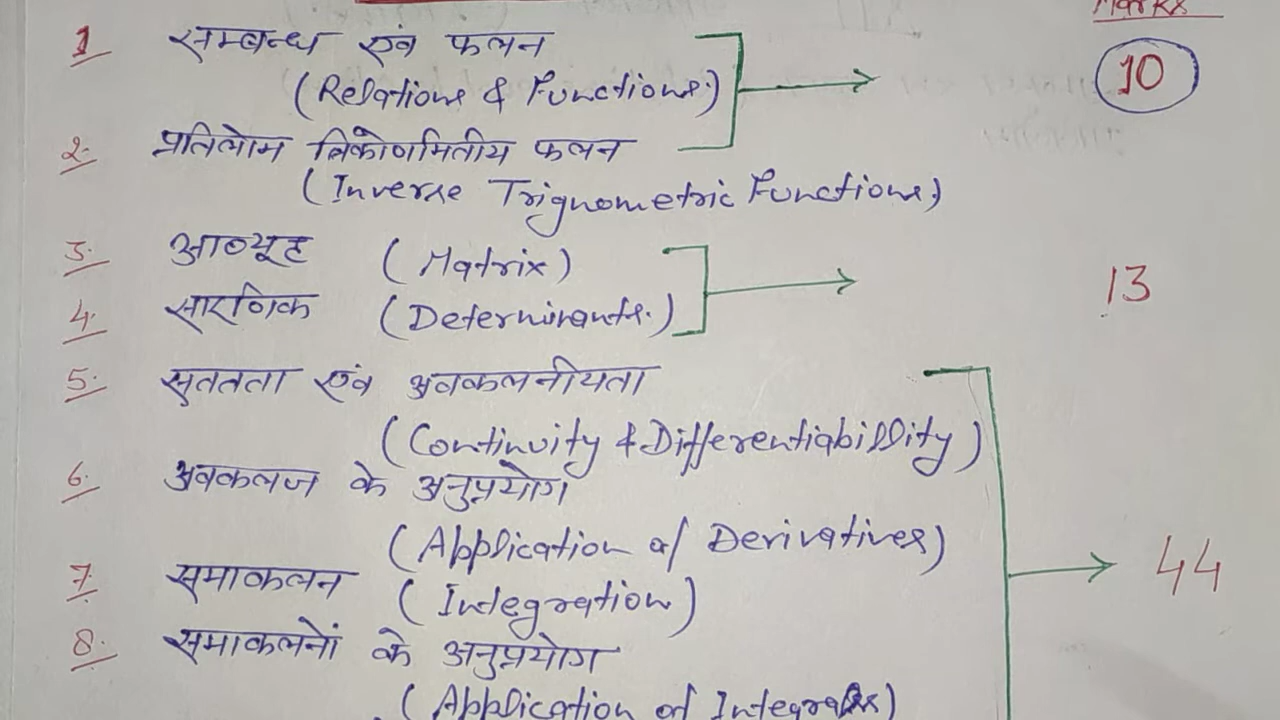 Marks
1 सम्बन्ध एवं फलन
(Relations & Functions.) 10
2. प्रतिलोम त्रिकोणमितीय फलन
(Inverse Trignometric Functions)
3. आव्यूह (Matrix)
13
4. सारणिक (Determinants.)
5. सततता एवं अवकलनीयता
(Continuity & Differentiability)
6. अवकलज के अनुप्रयोग
(Application of Derivatives)
7. समाकलन (Integration) 44
8. समाकलनों के अनुप्रयोग
(Application of Integrals)